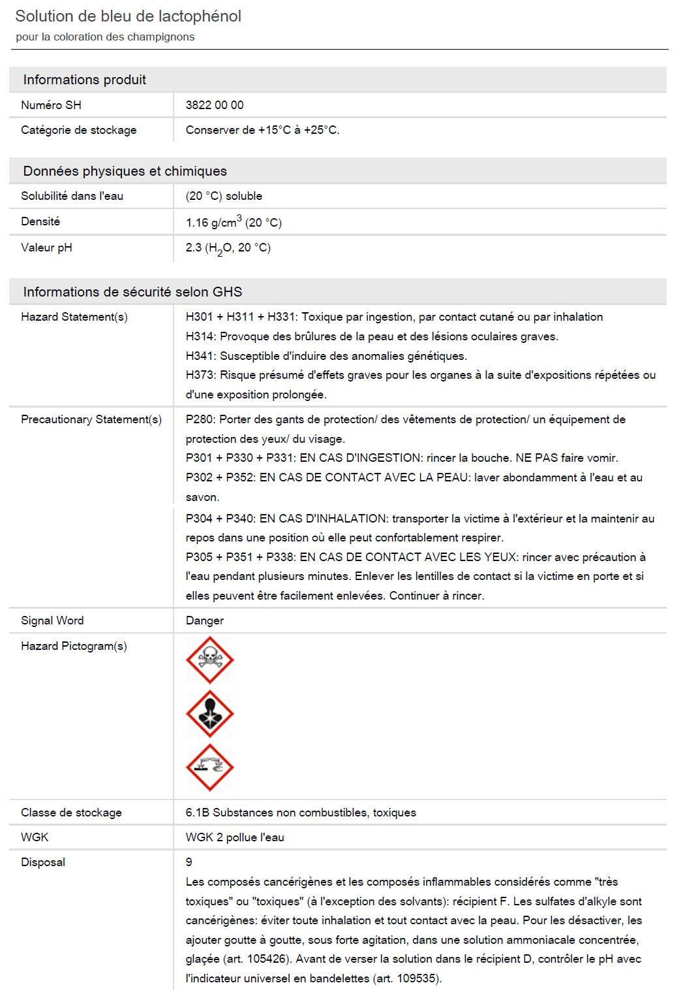 Solution de bleu de lactophénol
pour la coloration des champignons
Informations produit
Numéro SH
3822 00 00
Catégorie de stockage
Conserver de +15°C à +25°C.
Données physiques et chimiques
Solubilité dans l'eau
(20 °C) soluble
Densité
1.16 g/cm3 (20 °C)
Valeur pH
2.3 (H2O, 20 °C)
Informations de sécurité selon GHS
Hazard Statement(s)
H301 + H311 + H331: Toxique par ingestion, par contact cutané ou par inhalation
H314: Provoque des brûlures de la peau et des lésions oculaires graves.
H341: Susceptible d'induire des anomalies génétiques.
H373: Risque présumé d'effets graves pour les organes à la suite d'expositions répétées ou
d'une exposition prolongée.
Precautionary Statement(s)
P280: Porter des gants de protection/ des vêtements de protection/ un équipement de
protection des yeux/ du visage.
P301 + P330 + P331: EN CAS D'INGESTION: rincer la bouche. NE PAS faire vomir.
P302 + P352: EN CAS DE CONTACT AVEC LA PEAU: laver abondamment à l'eau et au
savon.
P304 + P340: EN CAS D'INHALATION: transporter la victime à l'extérieur et la maintenir au
repos dans une position où elle peut confortablement respirer.
P305 + P351 + P338: EN CAS DE CONTACT AVEC LES YEUX: rincer avec précaution à
l'eau pendant plusieurs minutes. Enlever les lentilles de contact si la victime en porte et si
elles peuvent être facilement enlevées. Continuer à rincer.
Signal Word
Danger
Hazard Pictogram(s)
Classe de stockage
6.1B Substances non combustibles, toxiques
WGK
WGK 2 pollue l'eau
Disposal
9
Les composés cancérigènes et les composés inflammables considérés comme "très
toxiques" ou "toxiques" (à l'exception des solvants): récipient F. Les sulfates d'alkyle sont
cancérigènes: éviter toute inhalation et tout contact avec la peau. Pour les désactiver, les
ajouter goutte à goutte, sous forte agitation, dans une solution ammoniacale concentrée,
glaçée (art. 105426). Avant de verser la solution dans le récipient D, contrôler le pH avec
l'indicateur universel en bandelettes (art. 109535).